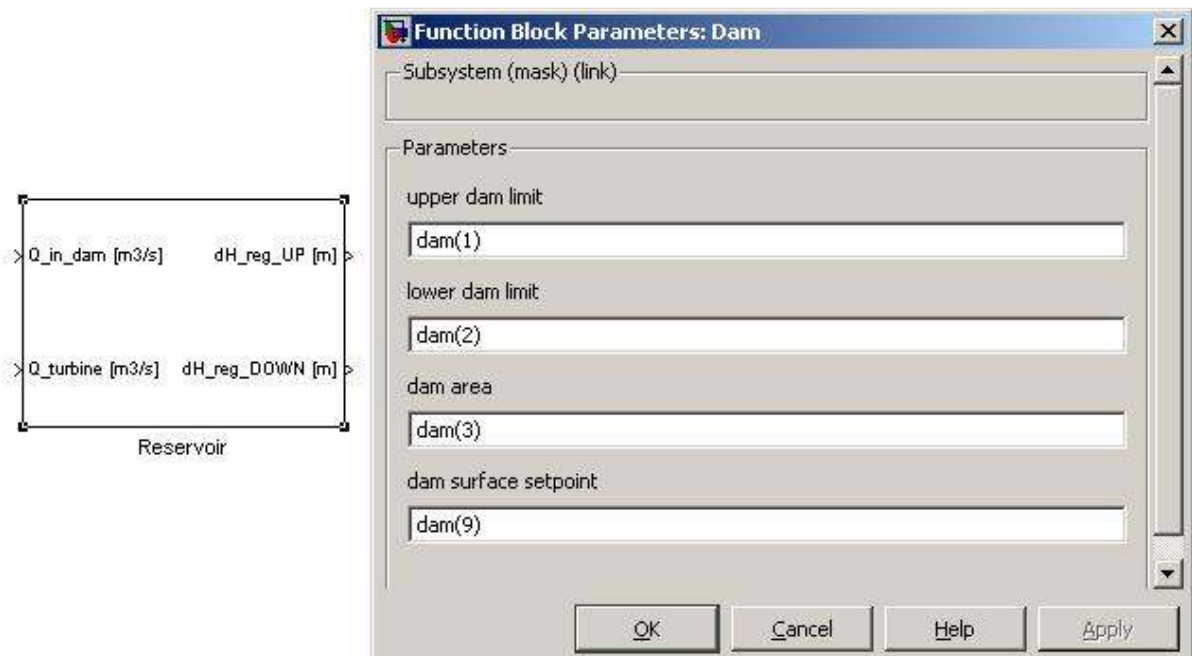 Function Block Parameters: Dam
Subsystem (mask) (link)
Parameters
upper dam limit
dam(1)
lower dam limit
dam(2)
dam area
dam(3)
dam surface setpoint
dam(9)
OK Cancel Help Apply
Q_in_dam [m3/s] dH_reg_UP [m]
Q_turbine [m3/s] dH_reg_DOWN [m]
Reservoir